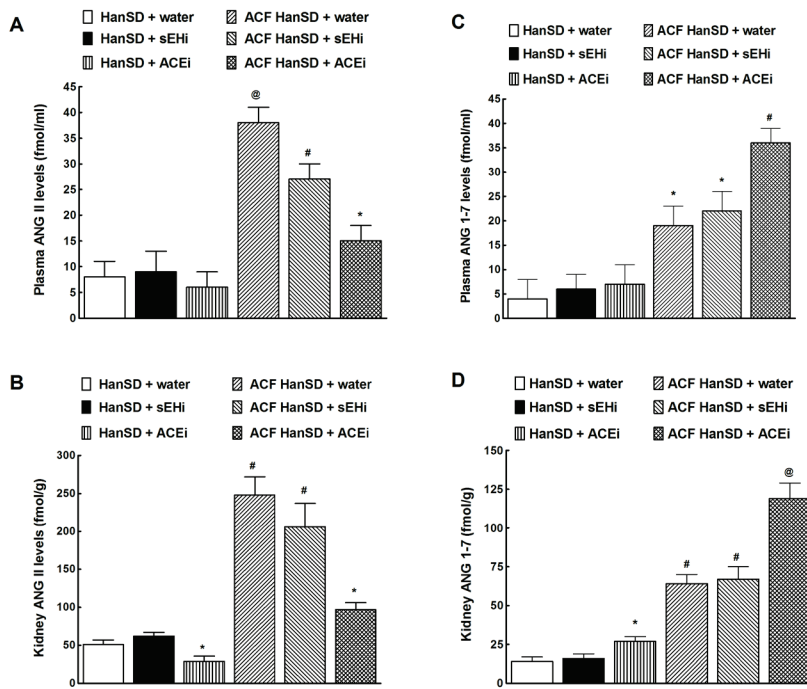 A
HanSD + water
ACF HanSD + water
HanSD + sEHi
ACF HanSD + sEHi
HanSD + ACEi
ACF HanSD + ACEi
Plasma ANG II levels (fmol/ml)
45
40
35
30
25
20
15
10
5
0
@
#
*
C
HanSD + water
ACF HanSD + water
HanSD + sEHi
ACF HanSD + sEHi
HanSD + ACEi
ACF HanSD + ACEi
Plasma ANG 1-7 levels (fmol/ml)
45
40
35
30
25
20
15
10
5
0
*
*
#
B
HanSD + water
ACF HanSD + water
HanSD + sEHi
ACF HanSD + sEHi
HanSD + ACEi
ACF HanSD + ACEi
Kidney ANG II levels (fmol/g)
300
250
200
150
100
50
0
*
#
#
*
D
HanSD + water
ACF HanSD + water
HanSD + sEHi
ACF HanSD + sEHi
HanSD + ACEi
ACF HanSD + ACEi
Kidney ANG 1-7 (fmol/g)
150
125
100
75
50
25
0
*
#
#
@